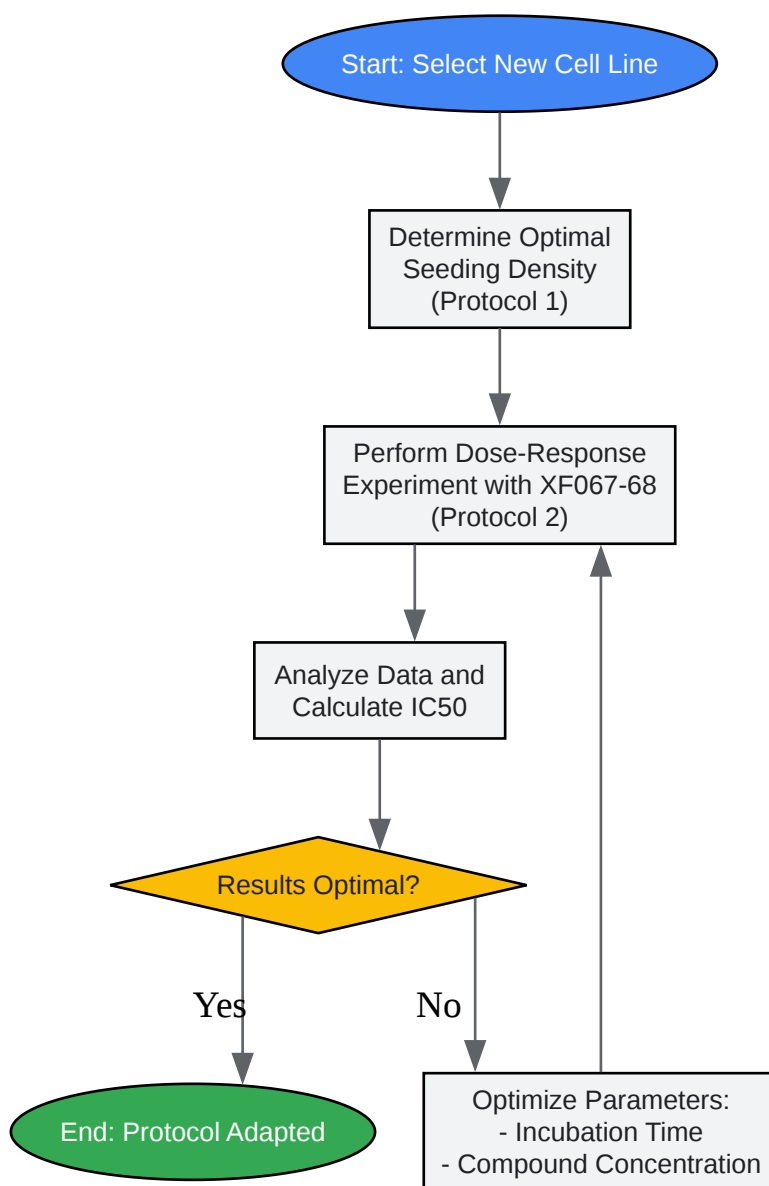 Start: Select New Cell Line
Determine Optimal
Seeding Density
(Protocol 1)
Perform Dose-Response
Experiment with XF067-68
(Protocol 2)
Analyze Data and
Calculate IC50
Results Optimal?
Yes
No
End: Protocol Adapted
Optimize Parameters:
- Incubation Time
- Compound Concentration